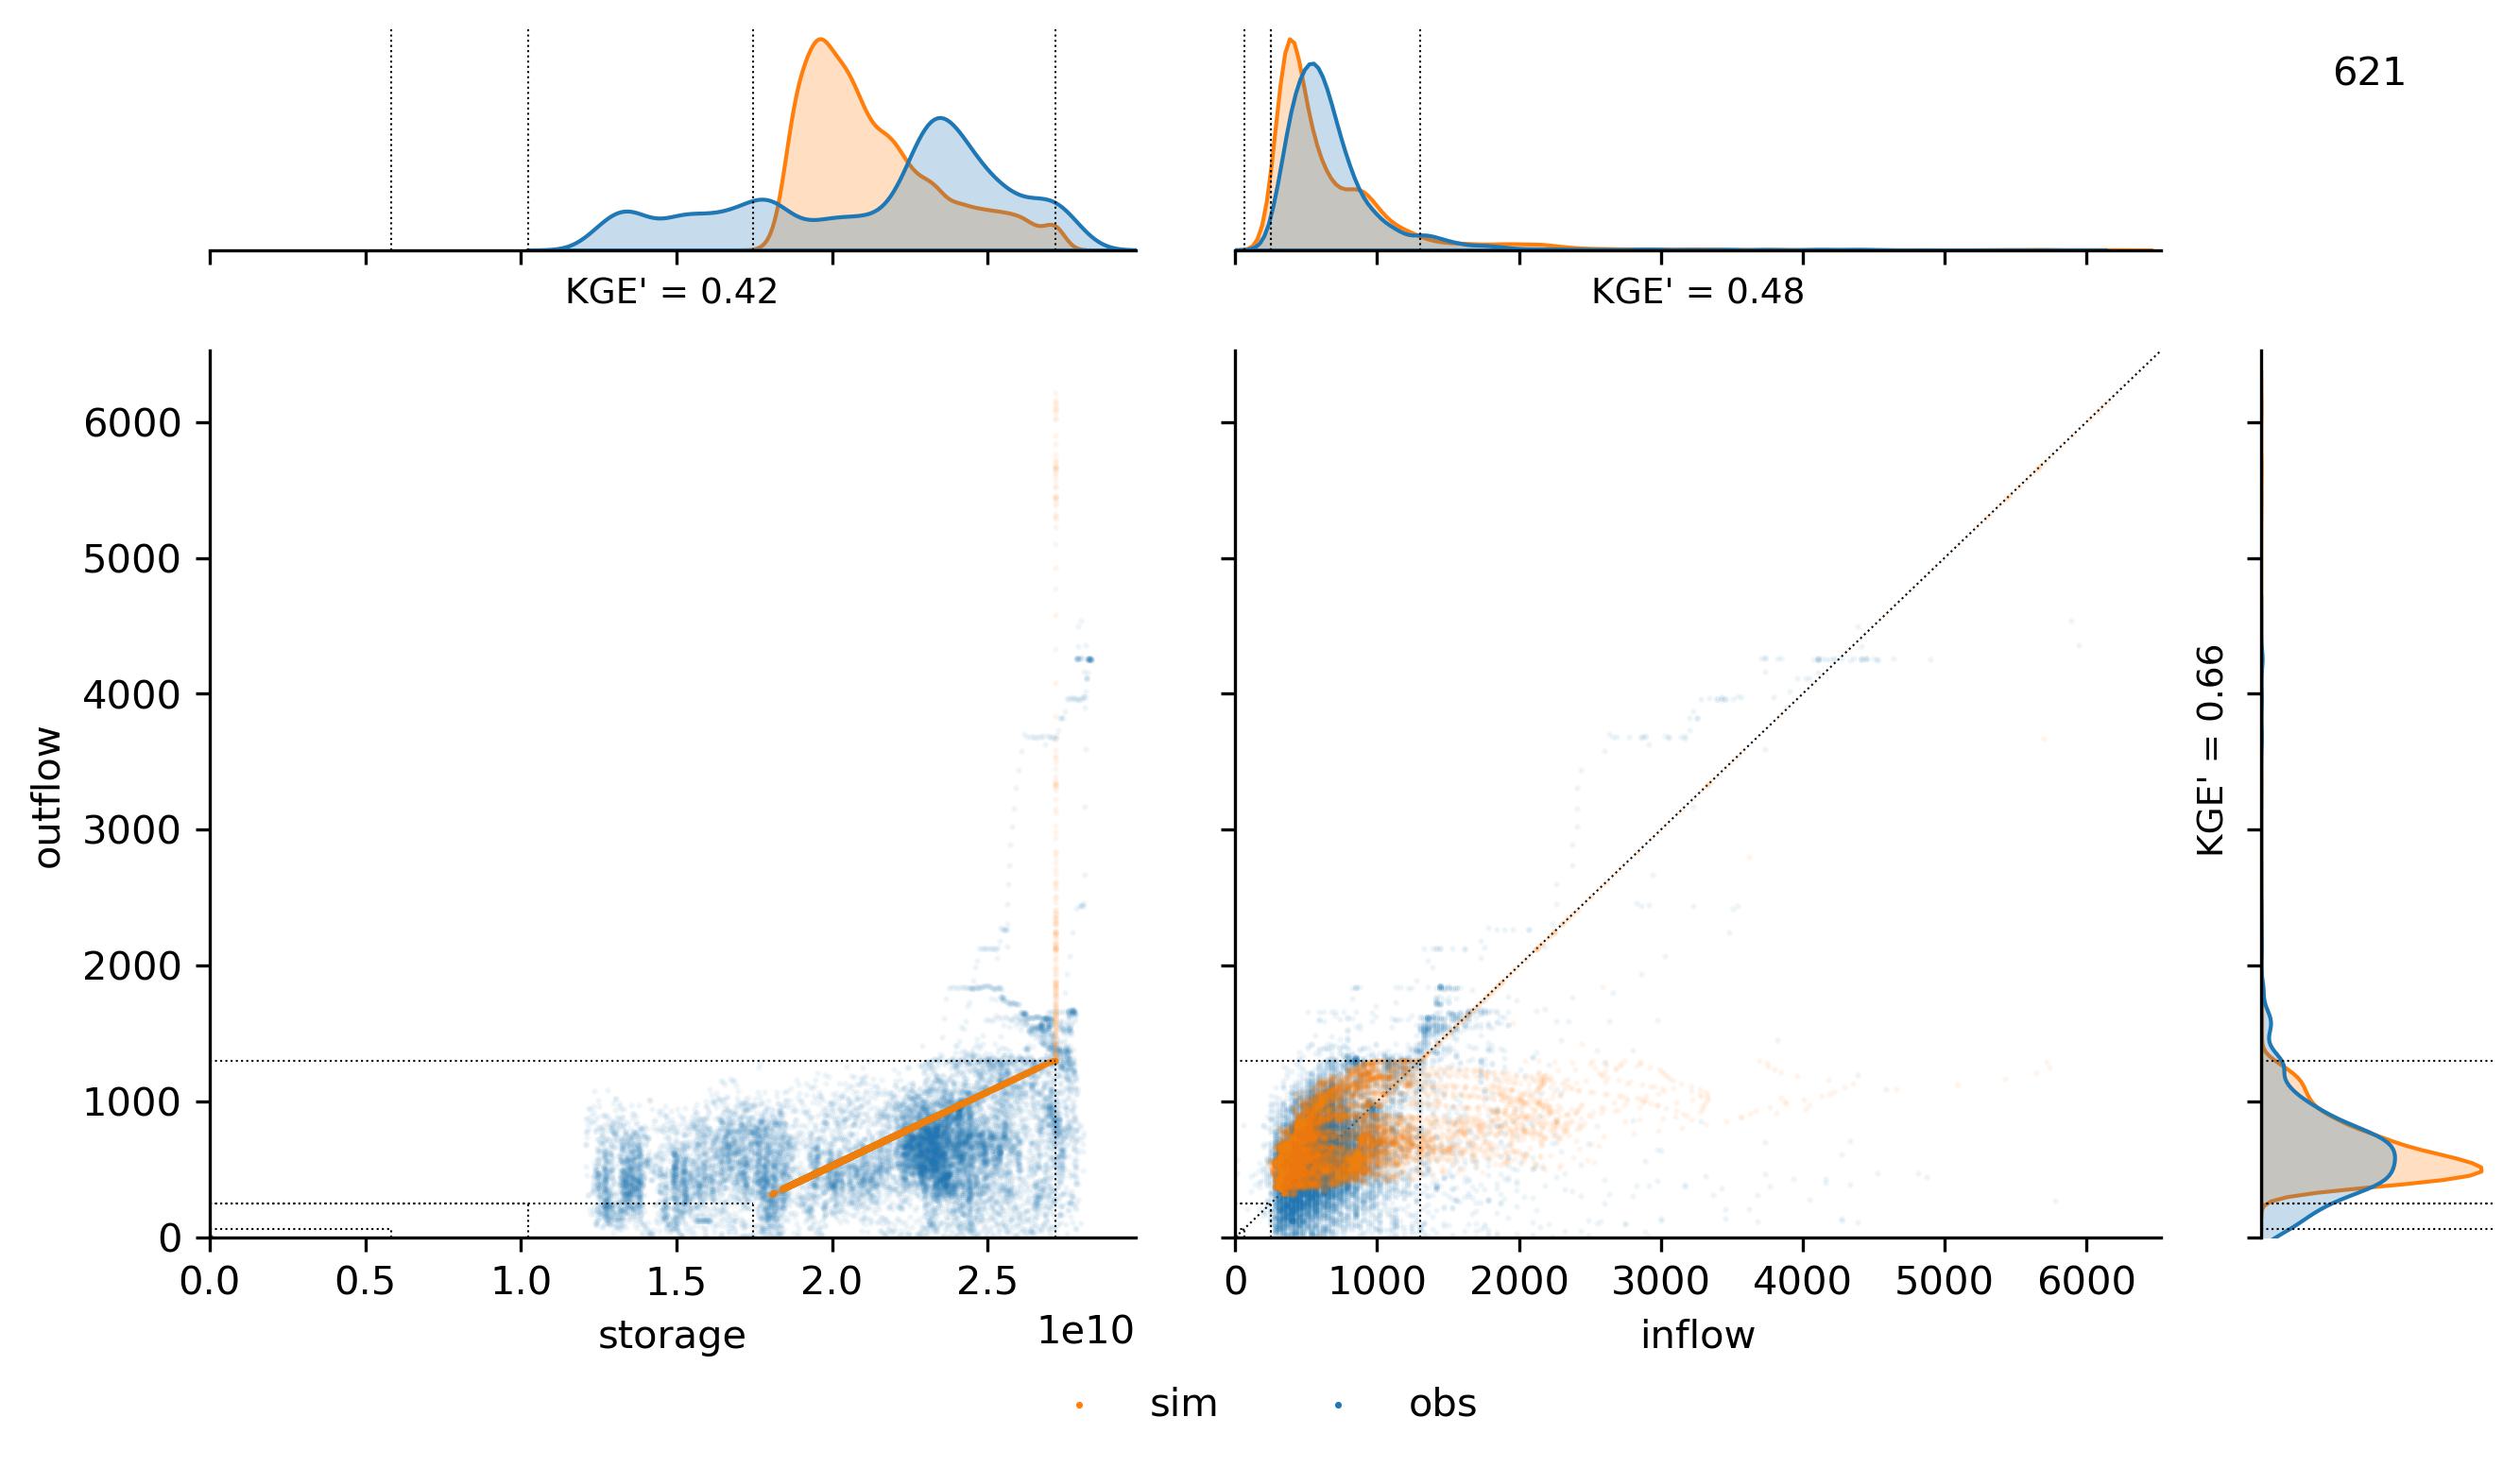 621
KGE' = 0.42
KGE' = 0.48
6000
5000
4000
3000
2000
1000
0
outflow
KGE' = 0.66
0.0 0.5 1.0 1.5 2.0 2.5
1e10
storage
0 1000 2000 3000 4000 5000 6000
inflow
sim obs